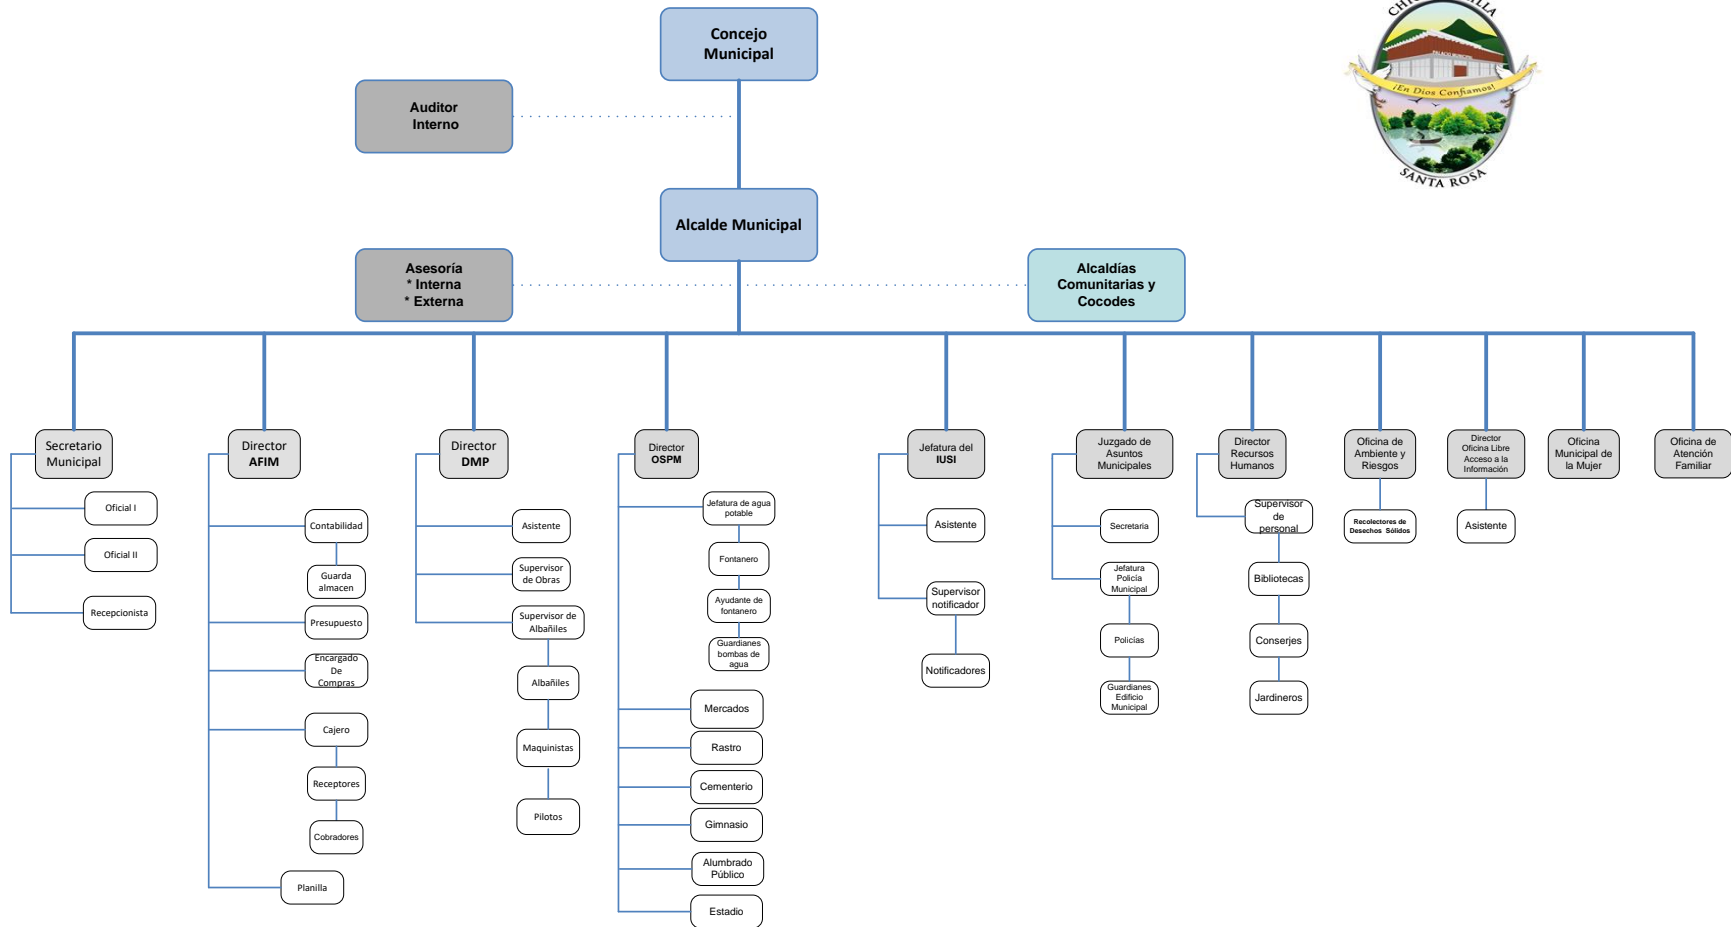 Concejo
Municipal
Auditor
Interno
Alcalde Municipal
Asesoría
* Interna
* Externa
Alcaldías
Comunitarias y
Cocodes
PALACIO MUNICIPAL
¡En Dios Confiamos!
SANTA ROSA
Secretario
Municipal
Oficial I
Oficial II
Recepcionista
Director
AFIM
Contabilidad
Guarda
almacen
Presupuesto
Encargado
De
Compras
Cajero
Receptores
Cobradores
Planilla
Director
DMP
Asistente
Supervisor
de Obras
Supervisor de
Albañiles
Albañiles
Maquinistas
Pilotos
Director
OSPM
Jefatura de agua
potable
Fontanero
Ayudante de
fontanero
Guardianes
bombas de
agua
Mercados
Rastro
Cementerio
Gimnasio
Alumbrado
Público
Estadio
Jefatura del
IUSI
Asistente
Supervisor
notificador
Notificadores
Juzgado de
Asuntos
Municipales
Secretaria
Jefatura
Policía
Municipal
Policías
Guardianes
Edificio
Municipal
Director
Recursos
Humanos
Supervisor
de
personal
Bibliotecas
Conserjes
Jardineros
Oficina de
Ambiente y
Riesgos
Recolectores de
Desechos Sólidos
Director
Oficina Libre
Acceso a la
Información
Asistente
Oficina
Municipal de
la Mujer
Oficina de
Atención
Familiar